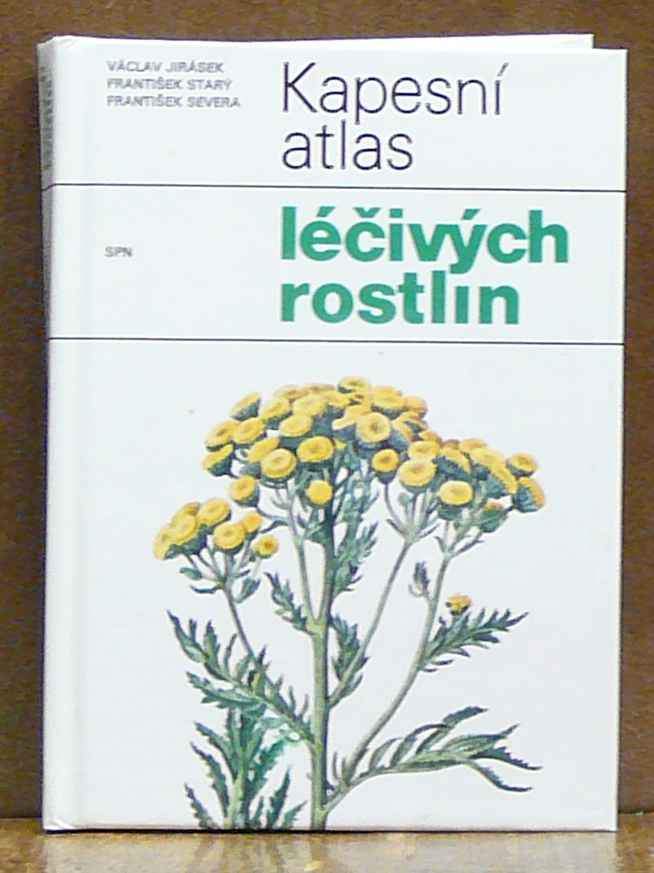 VÁCLAV JIRÁSEK
FRANTIŠEK STARÝ
FRANTIŠEK SEVERA
Kapesní
atlas
léčivých
rostlin
SPN